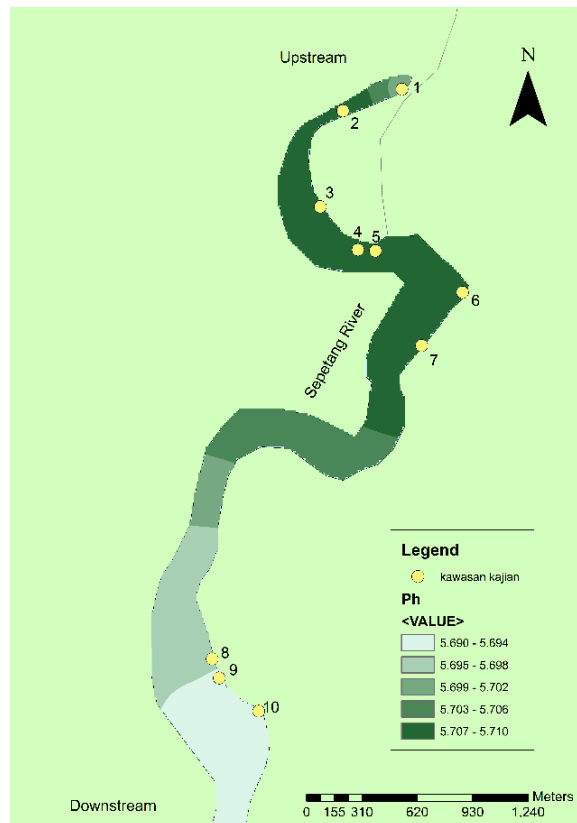 Upstream
N
1
2
3
4
5
6
7
Sepetang River
8
9
10
Downstream
Legend
kawasan kajian
Ph
<VALUE>
5.690 - 5.694
5.695 - 5.698
5.699 - 5.702
5.703 - 5.706
5.707 - 5.710
Meters
0 155 310 620 930 1,240